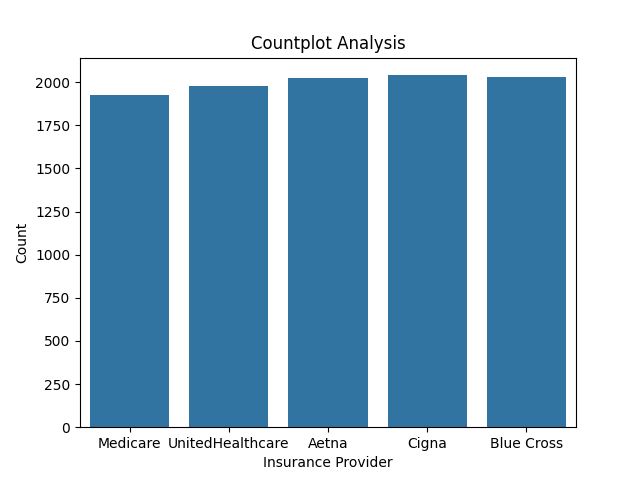 Countplot Analysis
2000
1750
1500
1250
1000
750
500
250
0
Count
Medicare UnitedHealthcare Aetna Cigna Blue Cross
Insurance Provider